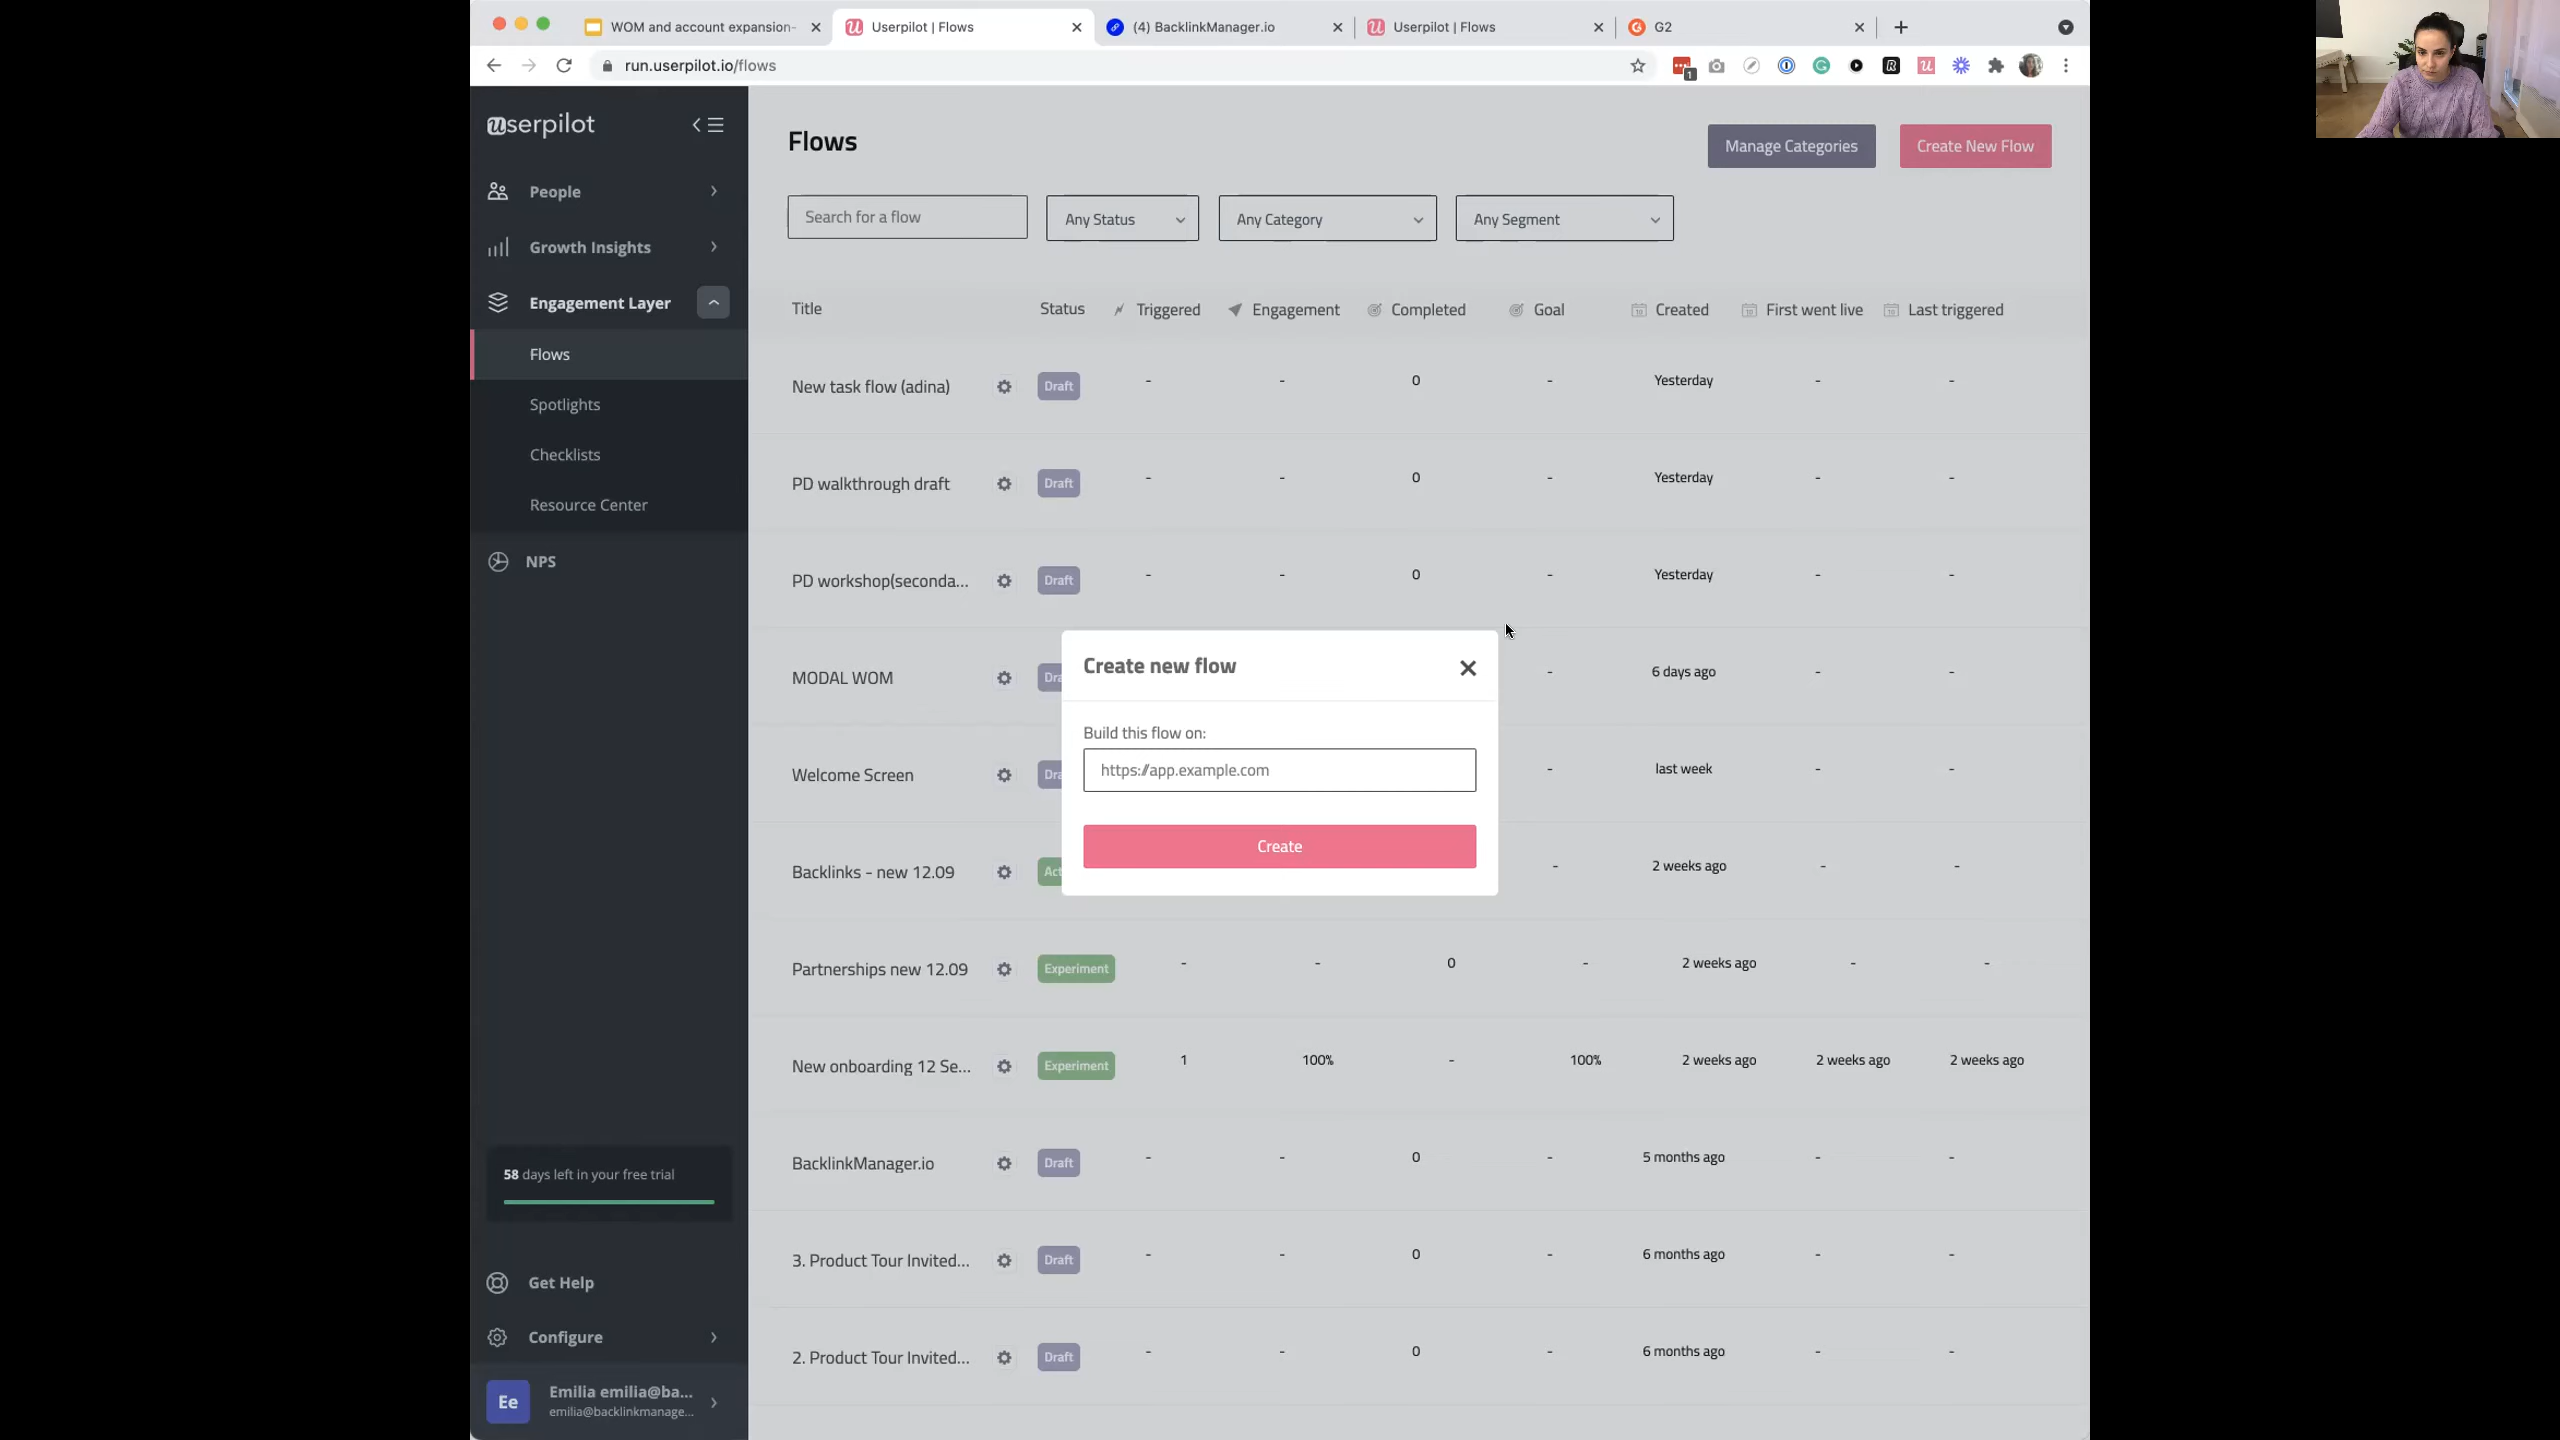 WOM and account expansion-
Userpilot | Flows
(4) BacklinkManager.io
Userpilot | Flows
G2
run.userpilot.io/flows
1
userpilot
People
Growth Insights
Engagement Layer
Flows
Spotlights
Checklists
Resource Center
NPS
58 days left in your free trial
Get Help
Configure
Ee
Emilia emilia@ba...
emilia@backlinkmanage...
Flows
Manage Categories
Create New Flow
Search for a flow
Any Status
Any Category
Any Segment
Title Status Triggered Engagement Completed Goal Created First went live Last triggered
New task flow (adina) Draft - - 0 - Yesterday - -
PD walkthrough draft Draft - - 0 - Yesterday - -
PD workshop(seconda... Draft - - 0 - Yesterday - -
MODAL WOM Dra - 6 days ago - -
Welcome Screen Dra - last week - -
Backlinks - new 12.09 Act - 2 weeks ago - -
Partnerships new 12.09 Experiment - - 0 - 2 weeks ago - -
New onboarding 12 Se... Experiment 1 100% - 100% 2 weeks ago 2 weeks ago 2 weeks ago
BacklinkManager.io Draft - - 0 - 5 months ago - -
3. Product Tour Invited... Draft - - 0 - 6 months ago - -
2. Product Tour Invited... Draft - - 0 - 6 months ago - -
Create new flow
Build this flow on:
https://app.example.com
Create